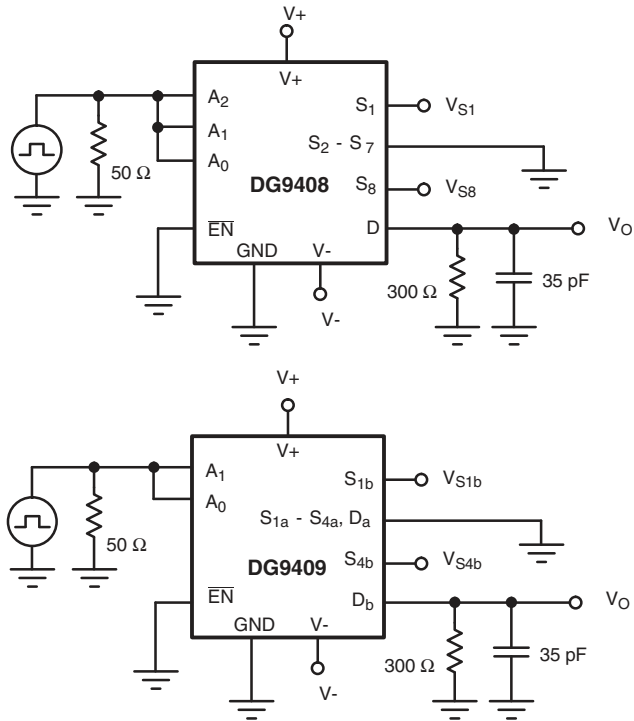 V+
V+
A2
S1
VS1
A1
S2 - S7
50 Ω
A0
DG9408
S8
VS8
EN
D
VO
GND
V-
300 Ω
35 pF
V-
V+
V+
A1
S1b
VS1b
A0
S1a - S4a, Da
50 Ω
DG9409
S4b
VS4b
EN
Db
VO
GND
V-
300 Ω
35 pF
V-